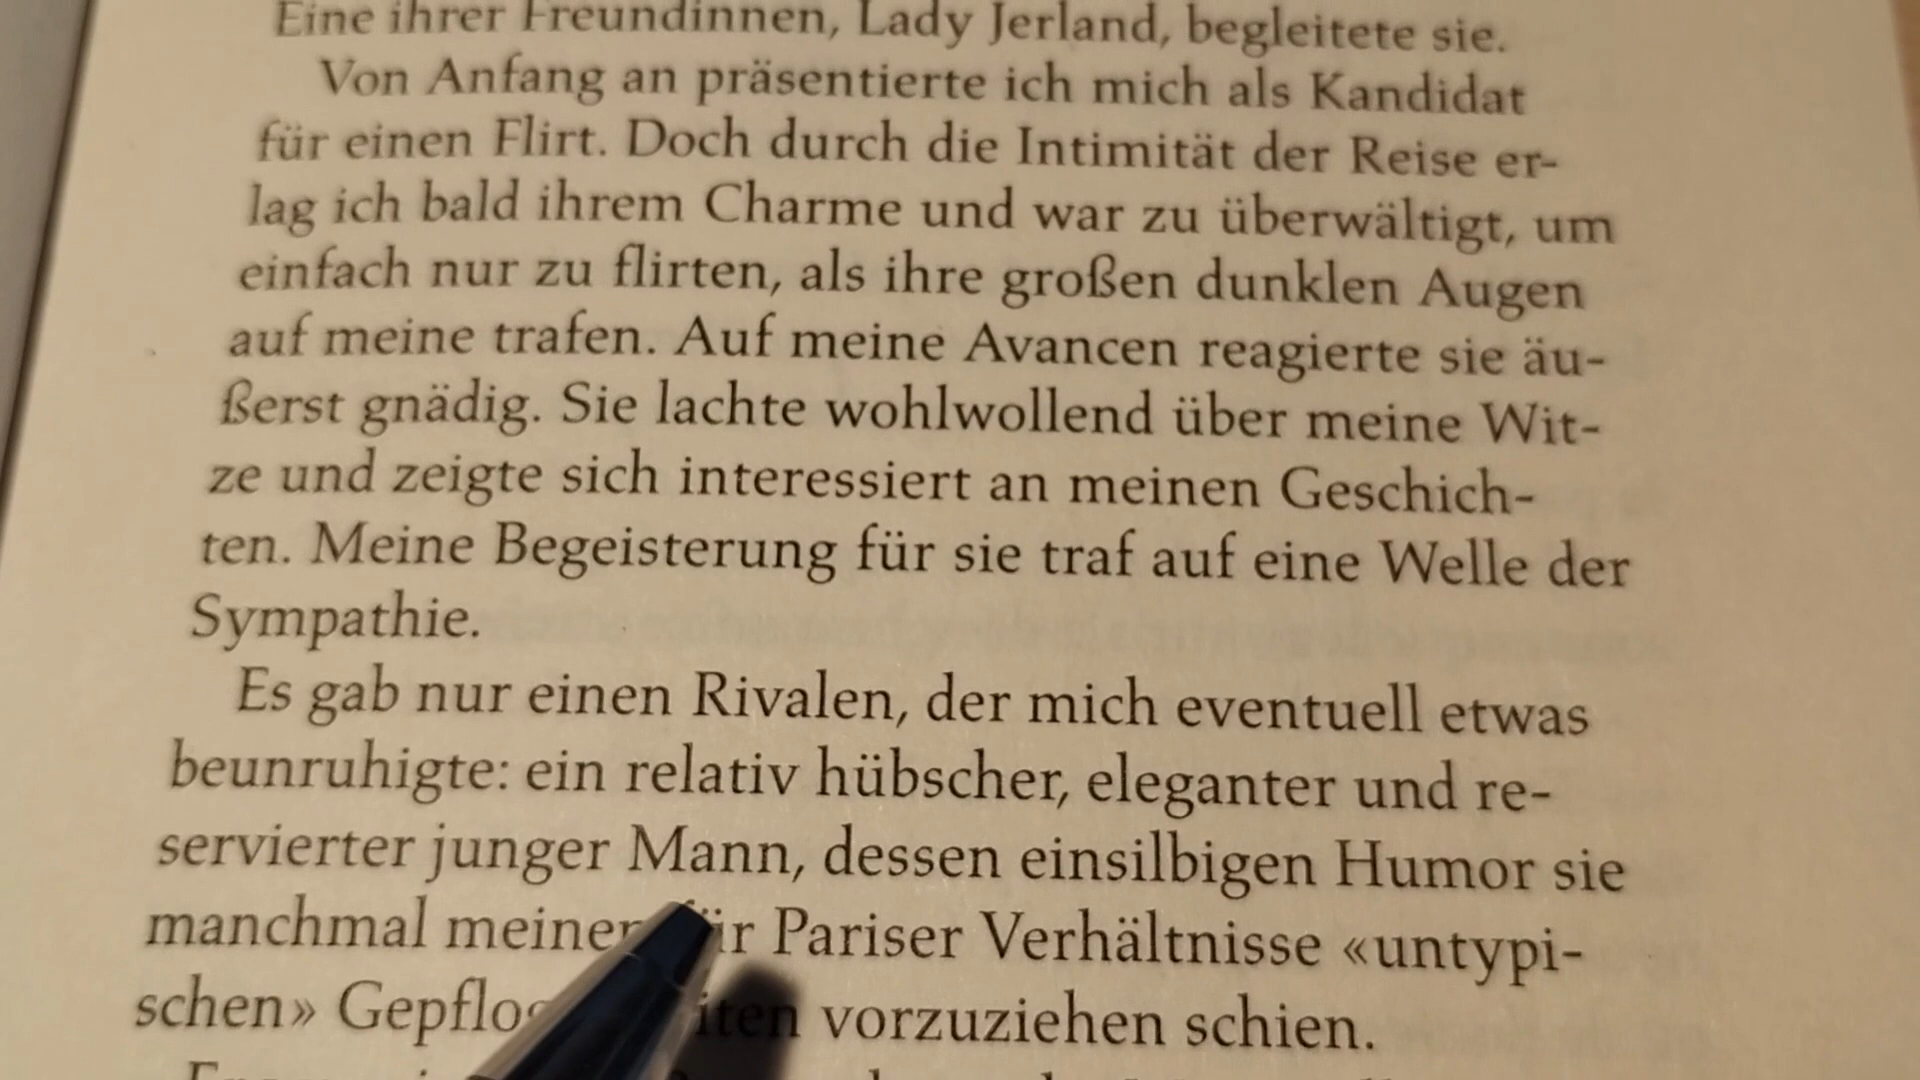 Eine ihrer Freundinnen, Lady Jerland, begleitete sie.
Von Anfang an präsentierte ich mich als Kandidat
für einen Flirt. Doch durch die Intimität der Reise er-
lag ich bald ihrem Charme und war zu überwältigt, um
einfach nur zu flirten, als ihre großen dunklen Augen
auf meine trafen. Auf meine Avancen reagierte sie äu-
ßerst gnädig. Sie lachte wohlwollend über meine Wit-
ze und zeigte sich interessiert an meinen Geschich-
ten. Meine Begeisterung für sie traf auf eine Welle der
Sympathie.
Es gab nur einen Rivalen, der mich eventuell etwas
beunruhigte: ein relativ hübscher, eleganter und re-
servierter junger Mann, dessen einsilbigen Humor sie
manchmal für Pariser Verhältnisse «untypi-
schen» vorzuziehen schien.